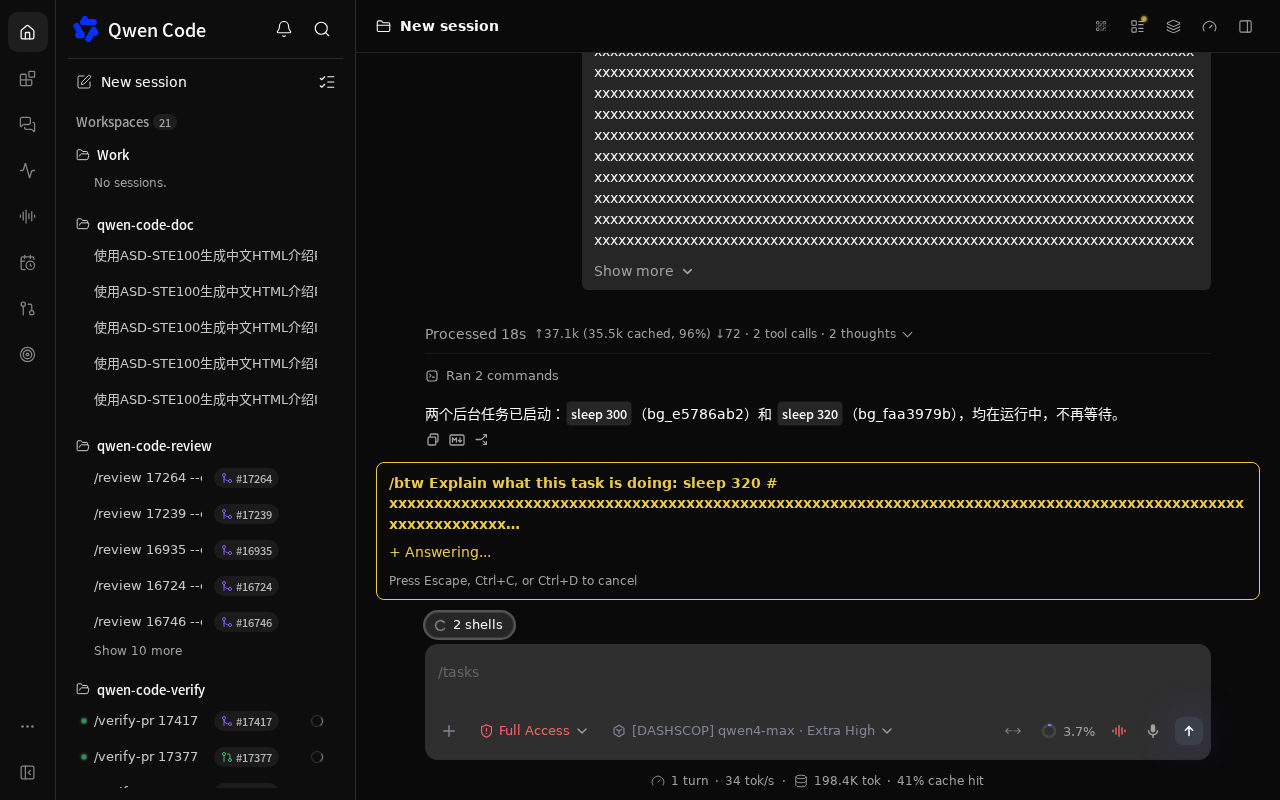 Qwen Code
New session
Workspaces 21
Work
No sessions.
qwen-code-doc
使用ASD-STE100生成中文HTML介绍
使用ASD-STE100生成中文HTML介绍
使用ASD-STE100生成中文HTML介绍
使用ASD-STE100生成中文HTML介绍
使用ASD-STE100生成中文HTML介绍
qwen-code-review
/review 17264 -- #17264
/review 17239 -- #17239
/review 16935 -- #16935
/review 16724 -- #16724
/review 16746 -- #16746
Show 10 more
qwen-code-verify
/verify-pr 17417 #17417
/verify-pr 17377 #17377
New session
Show more
Processed 18s ↑37.1k (35.5k cached, 96%) ↓72 · 2 tool calls · 2 thoughts
Ran 2 commands
两个后台任务已启动：sleep 300（bg_e5786ab2）和 sleep 320（bg_faa3979b），均在运行中，不再等待。
/btw Explain what this task is doing: sleep 320 #
+ Answering...
Press Escape, Ctrl+C, or Ctrl+D to cancel
2 shells
/tasks
Full Access
[DASHSCOP] qwen4-max · Extra High
3.7%
1 turn · 34 tok/s · 198.4K tok · 41% cache hit